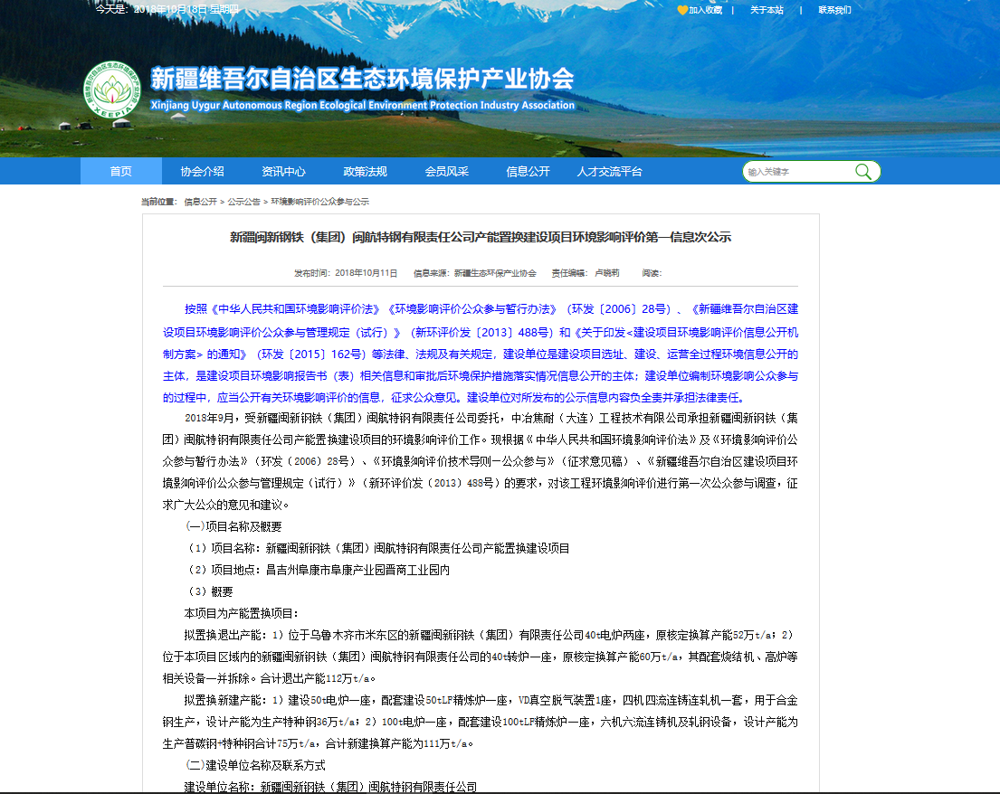 今天是: 2018年10月18日 星期四
加入收藏 | 关于本站 | 联系我们
新疆维吾尔自治区生态环境保护产业协会
Xinjiang Uygur Autonomous Region Ecological Environment Protection Industry Association
XEEPIA
首页 协会介绍 资讯中心 政策法规 会员风采 信息公开 人才交流平台 输入关键字
当前位置: 信息公开 > 公示公告 > 环境影响评价公众参与公示
新疆闽新钢铁（集团）闽航特钢有限责任公司产能置换建设项目环境影响评价第一信息次公示
发布时间: 2018年10月11日 信息来源: 新疆生态环保产业协会 责任编辑: 卢晓莉 阅读:
按照《中华人民共和国环境影响评价法》《环境影响评价公众参与暂行办法》（环发〔2006〕28号）、《新疆维吾尔自治区建
设项目环境影响评价公众参与管理规定（试行）》（新环评价发〔2013〕488号）和《关于印发<建设项目环境影响评价信息公开机
制方案> 的通知》（环发〔2015〕162号）等法律、法规及有关规定，建设单位是建设项目选址、建设、运营全过程环境信息公开的
主体，是建设项目环境影响报告书（表）相关信息和审批后环境保护措施落实情况信息公开的主体；建设单位编制环境影响公众参与
的过程中，应当公开有关环境影响评价的信息，征求公众意见。建设单位对所发布的公示信息内容负全责并承担法律责任。
2018年9月，受新疆闽新钢铁（集团）闽航特钢有限责任公司委托，中冶焦耐（大连）工程技术有限公司承担新疆闽新钢铁（集
团）闽航特钢有限责任公司产能置换建设项目的环境影响评价工作。现根据《中华人民共和国环境影响评价法》及《环境影响评价公
众参与暂行办法》（环发〔2006〕28号）、《环境影响评价技术导则－公众参与》（征求意见稿）、《新疆维吾尔自治区建设项目环
境影响评价公众参与管理规定（试行）》（新环评价发〔2013〕488号）的要求，对该工程环境影响评价进行第一次公众参与调查，征
求广大公众的意见和建议。
(一)项目名称及概要
（1）项目名称：新疆闽新钢铁（集团）闽航特钢有限责任公司产能置换建设项目
（2）项目地点：昌吉州阜康市阜康产业园晋商工业园内
（3）概要
本项目为产能置换项目：
拟置换退出产能：1）位于乌鲁木齐市米东区的新疆闽新钢铁（集团）有限责任公司40t电炉两座，原核定换算产能52万t/a；2）
位于本项目区域内的新疆闽新钢铁（集团）闽航特钢有限责任公司的40t转炉一座，原核定换算产能60万t/a，其配套烧结机、高炉等
相关设备一并拆除。合计退出产能112万t/a。
拟置换新建产能：1）建设50t电炉一座，配套建设50tLF精炼炉一座，VD真空脱气装置1座，四机四流连铸连轧机一套，用于合金
钢生产，设计产能为生产特种钢36万t/a；2）100t电炉一座，配套建设100tLF精炼炉一座，六机六流连铸机及轧钢设备，设计产能为
生产普碳钢+特种钢合计75万t/a，合计新建换算产能为111万t/a。
(二)建设单位名称及联系方式
建设单位名称：新疆闽新钢铁（集团）闽航特钢有限责任公司